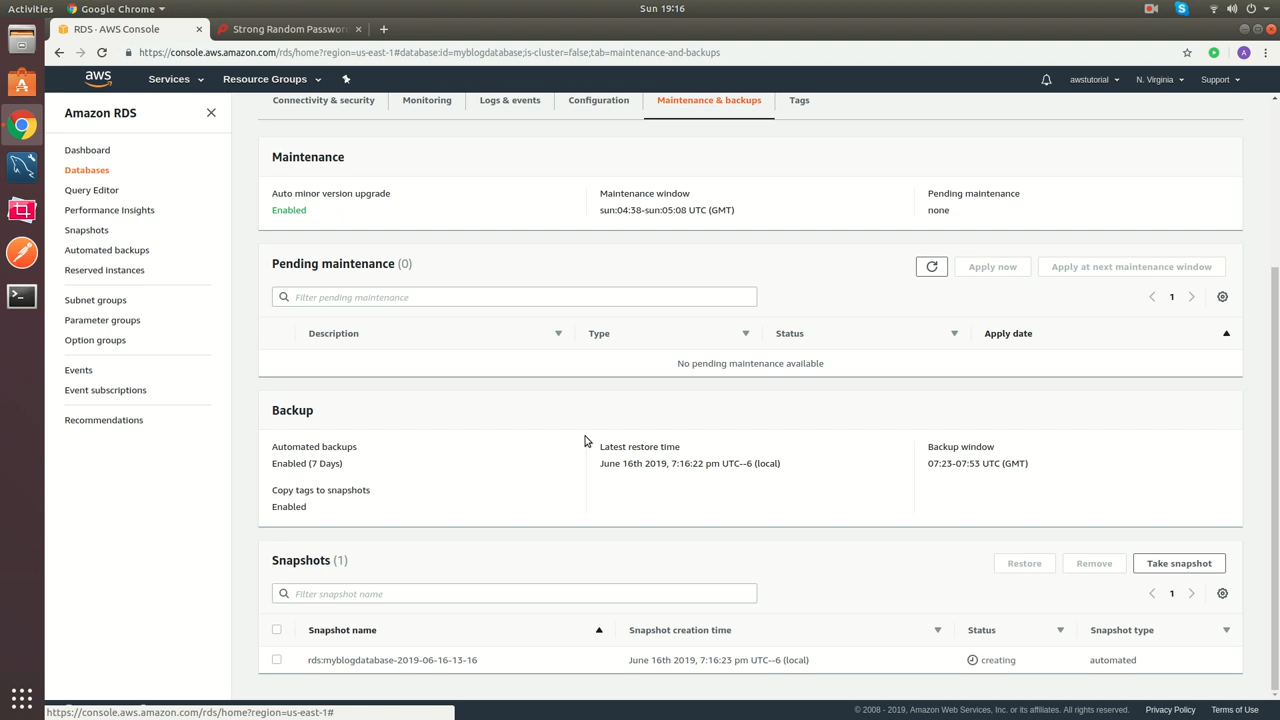 Activities Google Chrome Sun 19:16
RDS · AWS Console Strong Random Password
https://console.aws.amazon.com/rds/home?region=us-east-1#database:id=myblogdatabase;is-cluster=false;tab=maintenance-and-backups A
aws Services Resource Groups awstutorial N. Virginia Support
Amazon RDS
Dashboard
Databases
Query Editor
Performance Insights
Snapshots
Automated backups
Reserved instances
Subnet groups
Parameter groups
Option groups
Events
Event subscriptions
Recommendations
Connectivity & security Monitoring Logs & events Configuration Maintenance & backups Tags
Maintenance
Auto minor version upgrade Maintenance window Pending maintenance
Enabled sun:04:38-sun:05:08 UTC (GMT) none
Pending maintenance (0) Apply now Apply at next maintenance window
Filter pending maintenance 1
Description Type Status Apply date
No pending maintenance available
Backup
Automated backups Latest restore time Backup window
Enabled (7 Days) June 16th 2019, 7:16:22 pm UTC--6 (local) 07:23-07:53 UTC (GMT)
Copy tags to snapshots
Enabled
Snapshots (1) Restore Remove Take snapshot
Filter snapshot name 1
Snapshot name Snapshot creation time Status Snapshot type
rds:myblogdatabase-2019-06-16-13-16 June 16th 2019, 7:16:23 pm UTC--6 (local) creating automated
https://console.aws.amazon.com/rds/home?region=us-east-1# © 2008 - 2019, Amazon Web Services, Inc. or its affiliates. All rights reserved. Privacy Policy Terms of Use